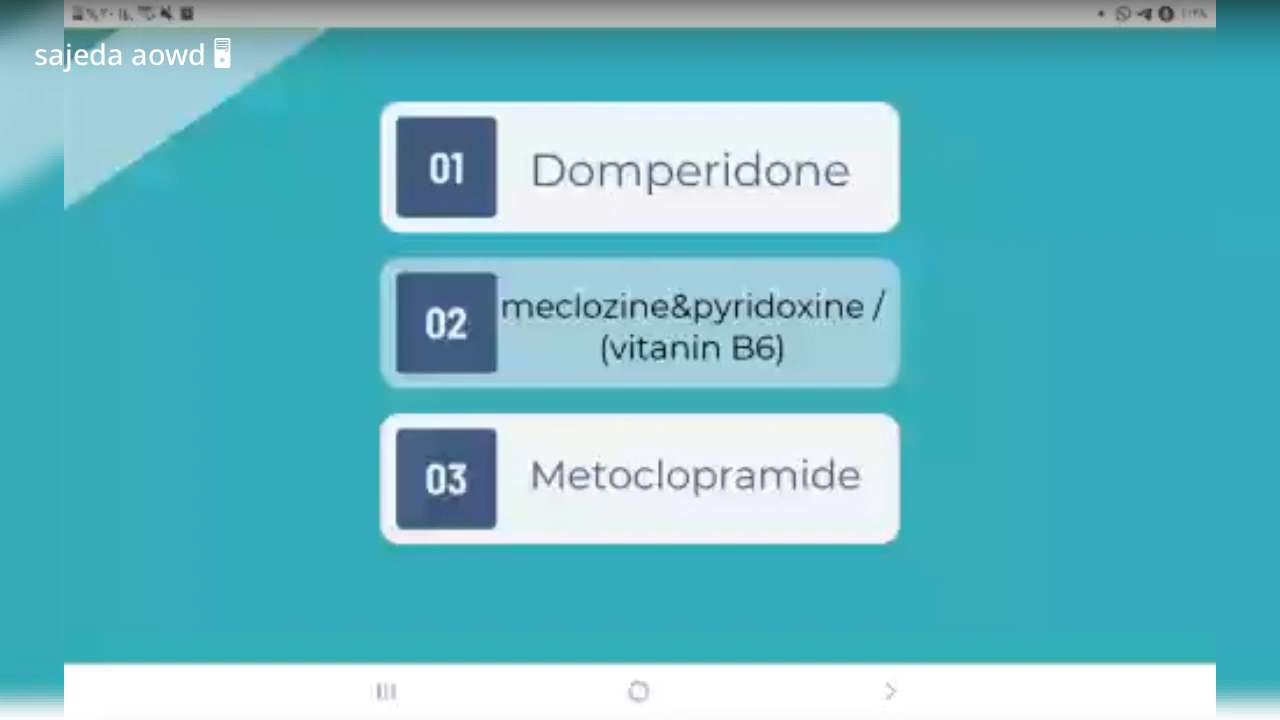 sajeda aowd
01
Domperidone
02
meclozine&pyridoxine /
(vitanin B6)
03
Metoclopramide